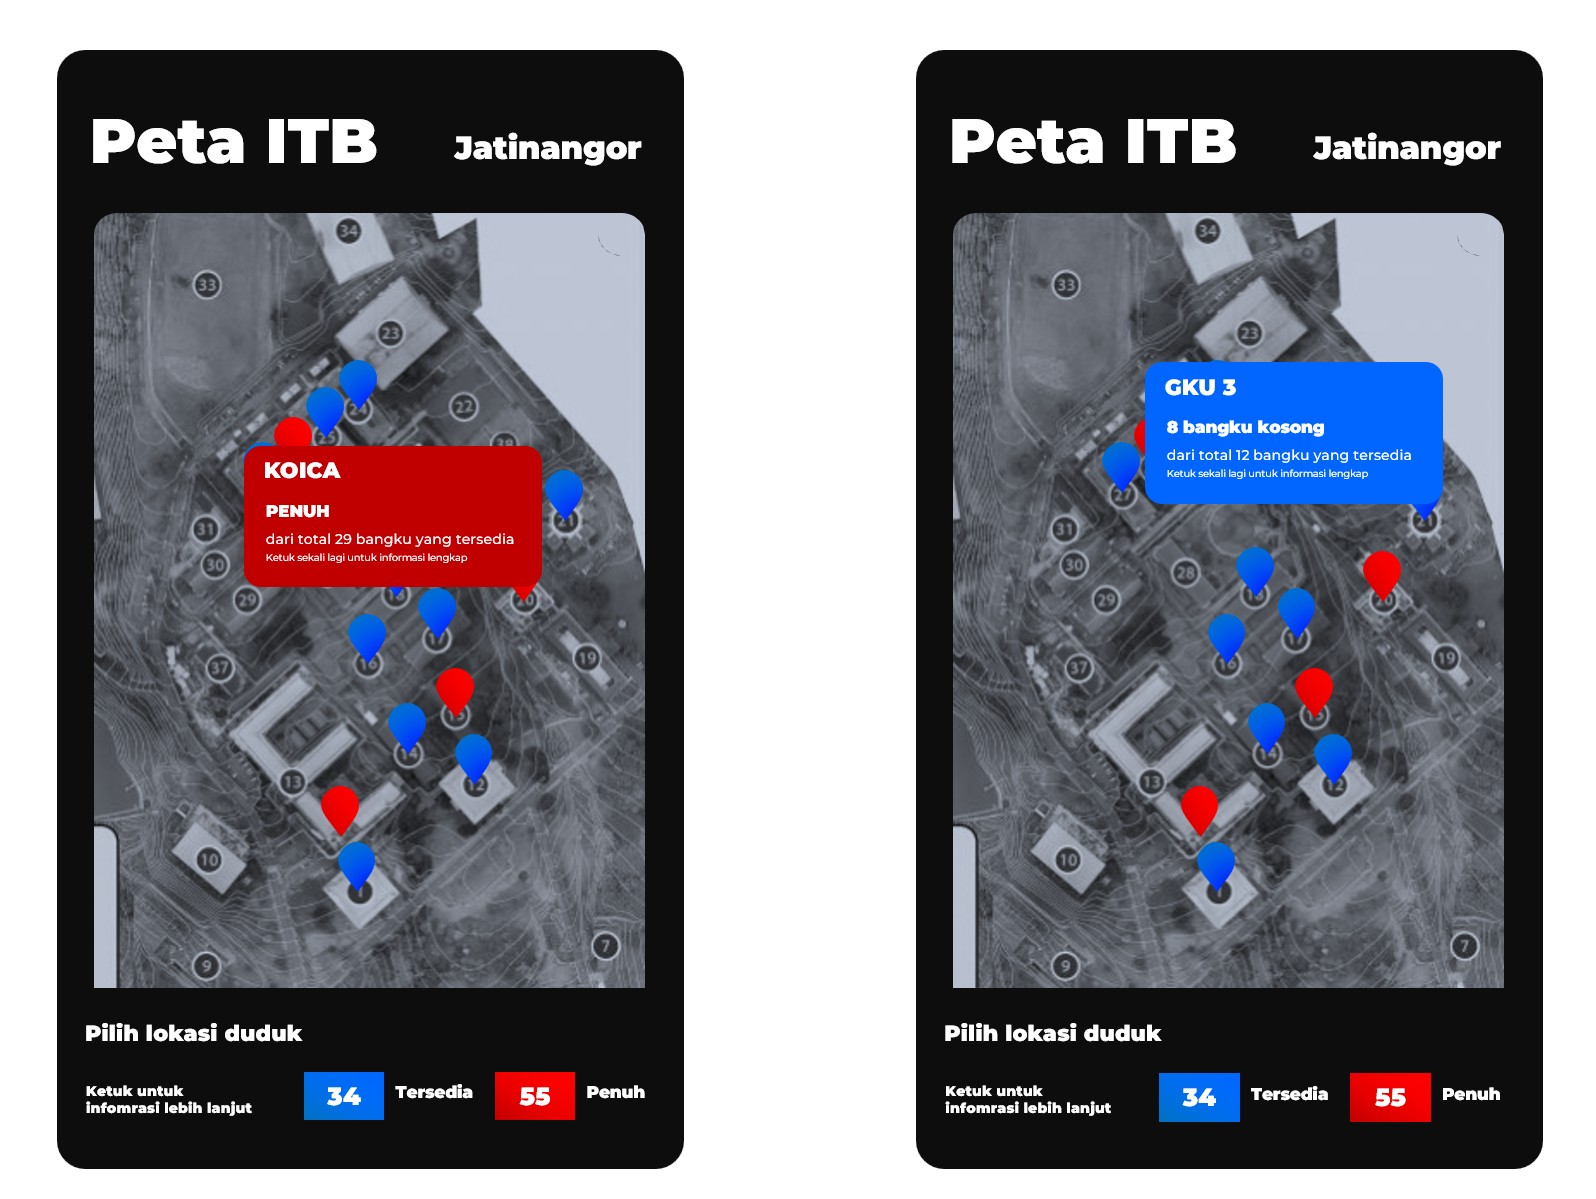 Peta ITB
Jatinangor
34
33
23
24
22
25
38
KOICA
PENUH
dari total 29 bangku yang tersedia
Ketuk sekali lagi untuk informasi lengkap
21
31
30
29
18
20
17
16
19
37
15
14
13
12
10
7
9
Pilih lokasi duduk
Ketuk untuk
infomrasi lebih lanjut
34 Tersedia
55 Penuh
Peta ITB
Jatinangor
34
33
23
GKU 3
8 bangku kosong
dari total 12 bangku yang tersedia
Ketuk sekali lagi untuk informasi lengkap
27
21
31
30
28
29
18
20
17
16
19
37
15
14
13
12
10
7
9
Pilih lokasi duduk
Ketuk untuk
infomrasi lebih lanjut
34 Tersedia
55 Penuh